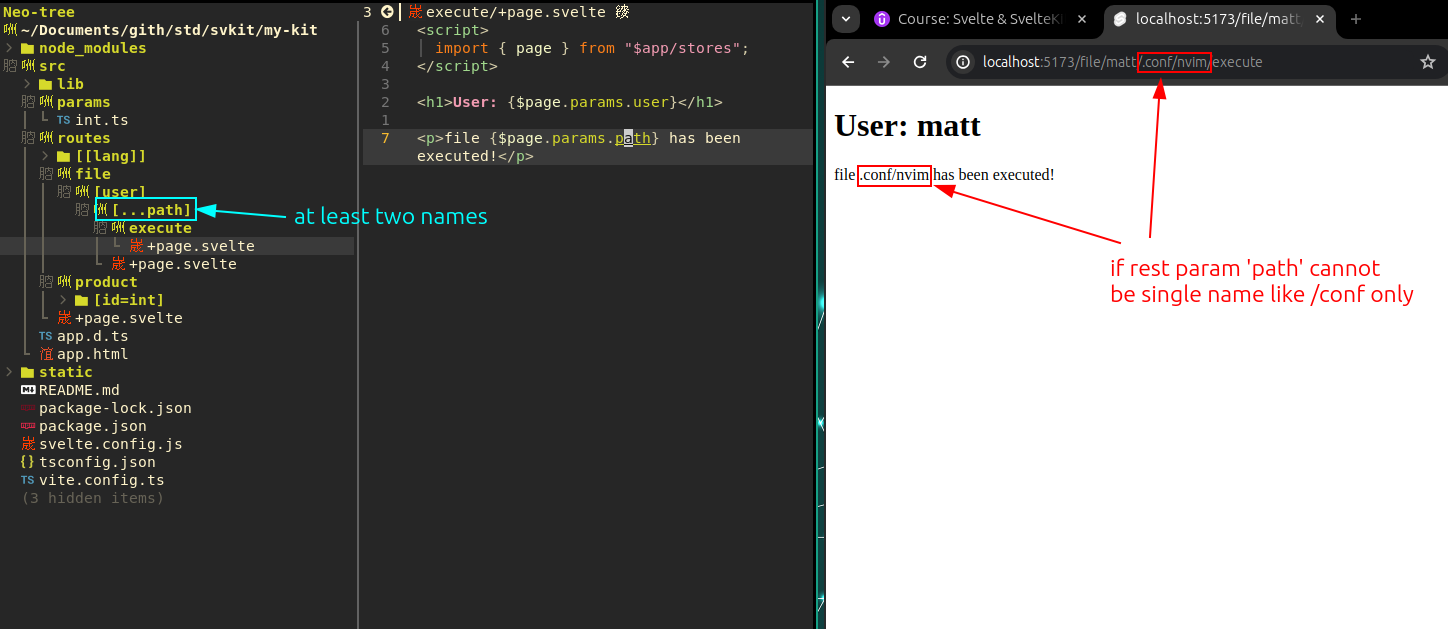 Neo-tree
~/Documents/gith/std/svkit/my-kit
node_modules
src
lib
params
TS int.ts
routes
[[lang]]
file
[user]
[...path]
execute
+page.svelte
+page.svelte
product
[id=int]
+page.svelte
TS app.d.ts
app.html
static
README.md
package-lock.json
package.json
svelte.config.js
{} tsconfig.json
TS vite.config.ts
(3 hidden items)
at least two names
3 execute/+page.svelte
6 <script>
5 import { page } from "$app/stores";
4 </script>
3
2 <h1>User: {$page.params.user}</h1>
1
7 <p>file {$page.params.path} has been
executed!</p>
Course: Svelte & SvelteKi
localhost:5173/file/matt/
localhost:5173/file/matt/.conf/nvim/execute
User: matt
file .conf/nvim has been executed!
if rest param 'path' cannot
be single name like /conf only